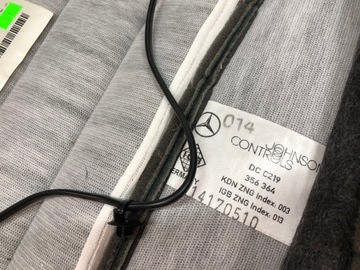 014
JOHNSON
CONTROLS
DC C219
356 364
KDN ZNG Index: 003
IGB ZNG Index: 013
14170510